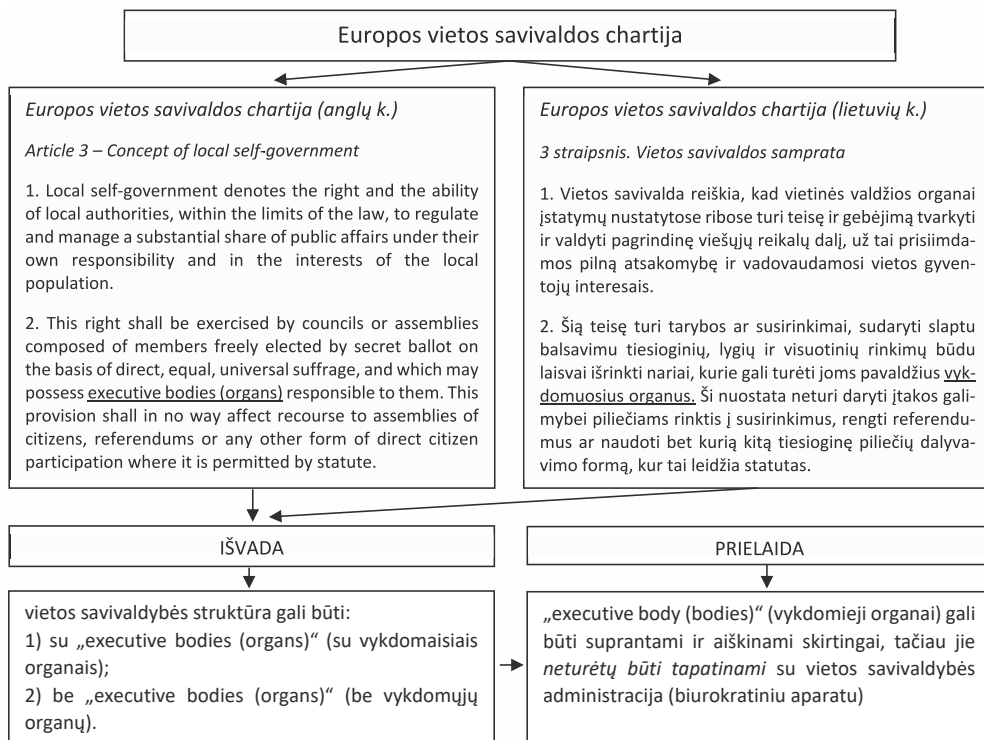 Europos vietos savivaldos chartija
Europos vietos savivaldos chartija (anglų k.)
Article 3 – Concept of local self-government
1. Local self-government denotes the right and the ability
of local authorities, within the limits of the law, to regulate
and manage a substantial share of public affairs under their
own responsibility and in the interests of the local
population.
2. This right shall be exercised by councils or assemblies
composed of members freely elected by secret ballot on
the basis of direct, equal, universal suffrage, and which may
possess executive bodies (organs) responsible to them. This
provision shall in no way affect recourse to assemblies of
citizens, referendums or any other form of direct citizen
participation where it is permitted by statute.
Europos vietos savivaldos chartija (lietuvių k.)
3 straipsnis. Vietos savivaldos samprata
1. Vietos savivalda reiškia, kad vietinės valdžios organai
įstatymų nustatytose ribose turi teisę ir gebėjimą tvarkyti
ir valdyti pagrindinę viešųjų reikalų dalį, už tai prisiimda-
mos pilną atsakomybę ir vadovaudamosi vietos gyven-
tojų interesais.
2. Šią teisę turi tarybos ar susirinkimai, sudaryti slaptu
balsavimu tiesioginių, lygių ir visuotinių rinkimų būdu
laisvai išrinkti nariai, kurie gali turėti joms pavaldžius vyk-
domuosius organus. Ši nuostata neturi daryti įtakos gali-
mybei piliečiams rinktis į susirinkimus, rengti referendu-
mus ar naudoti bet kurią kitą tiesioginę piliečių dalyva-
vimo formą, kur tai leidžia statutas.
IŠVADA
vietos savivaldybės struktūra gali būti:
1) su „executive bodies (organs)“ (su vykdomaisiais
organais);
2) be „executive bodies (organs)“ (be vykdomųjų
organų).
PRIELAIDA
„executive body (bodies)“ (vykdomieji organai) gali
būti suprantami ir aiškinami skirtingai, tačiau jie
neturėtų būti tapatinami su vietos savivaldybės
administracija (biurokratiniu aparatu)